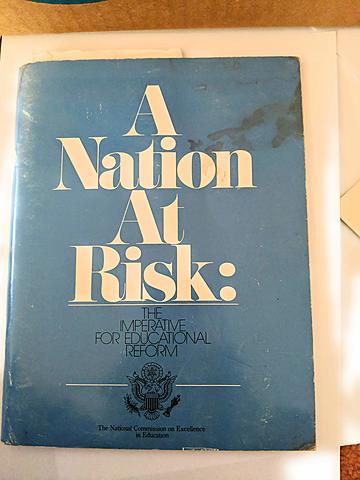 A
Nation
At
Risk:
THE
IMPERATIVE
FOR EDUCATIONAL
REFORM
The National Commission on Excellence
in Education